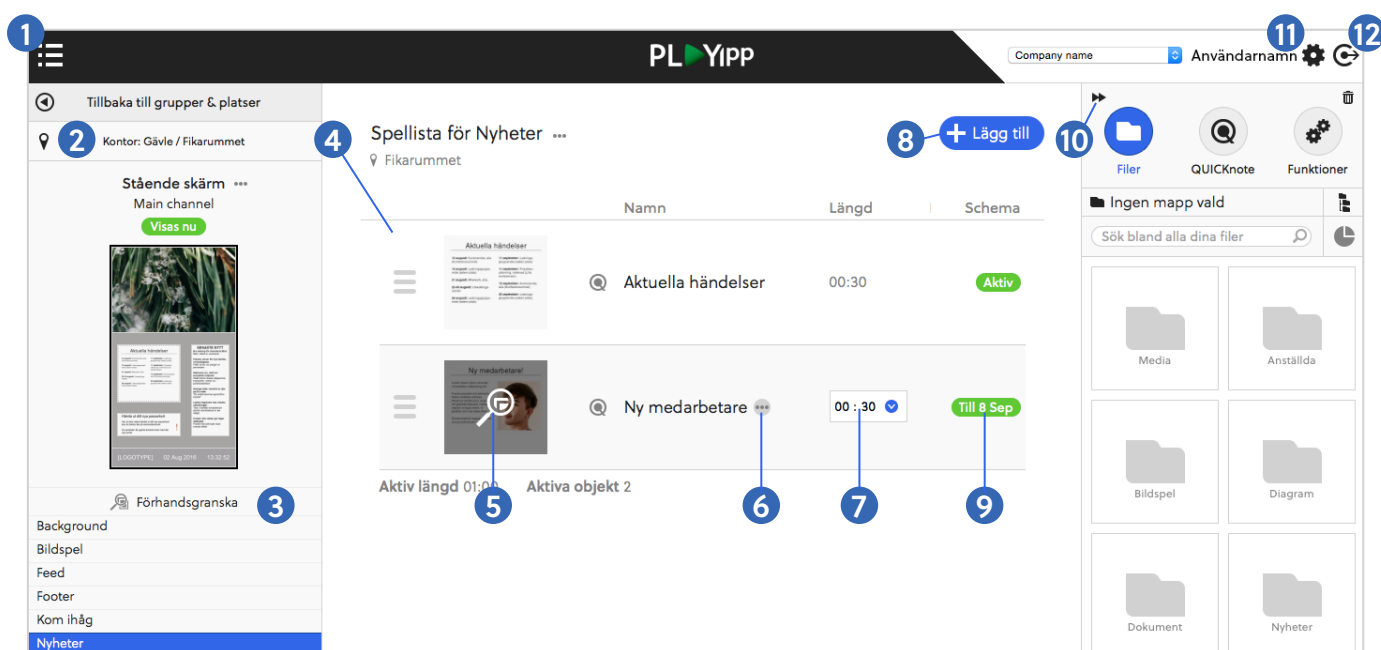 1
11
12
PLAYipp
Company name
Användarnamn
Tillbaka till grupper & platser
2
Kontor: Gävle / Fikarummet
4
Spellista för Nyheter •••
Fikarummet
8
+ Lägg till
10
Filer
QUICKnote
Funktioner
Stående skärm •••
Main channel
Visas nu
Namn
Längd
Schema
Ingen mapp vald
Sök bland alla dina filer
Aktuella händelser
Aktuella händelser
00:30
Aktiv
Media
Anställda
Aktuella händelser
SENASTE NYTT
[LOGOTYPE]
02 Aug 2016
13:32:52
Ny medarbetare!
Ny medarbetare •••
00 : 30
Till 8 Sep
Bildspel
Diagram
Aktiv längd 01:00
Aktiva objekt 2
5
6
7
9
Förhandsgranska
3
Background
Bildspel
Feed
Footer
Kom ihåg
Nyheter
Dokument
Nyheter